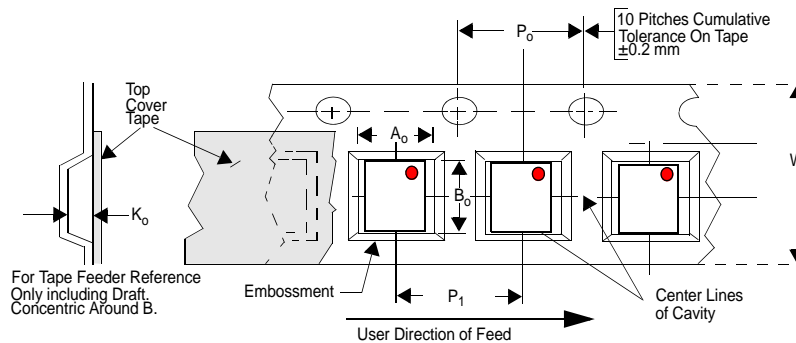 10 Pitches Cumulative
Tolerance On Tape
±0.2 mm
Po
Top
Cover
Tape
Ao
Bo
Ko
For Tape Feeder Reference
Only including Draft.
Concentric Around B.
Embossment
P1
Center Lines
of Cavity
User Direction of Feed